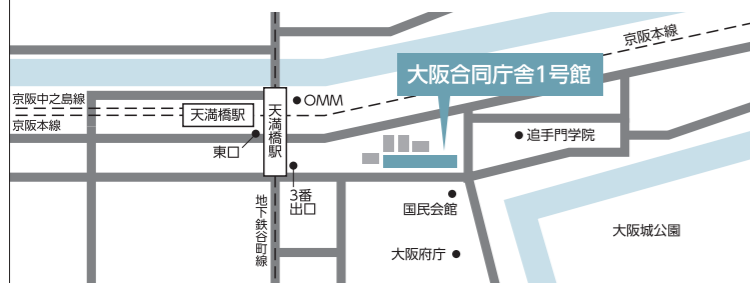 京阪本線
大阪合同庁舎1号館
京阪中之島線
OMM
天満橋駅
天満橋駅
京阪本線
追手門学院
東口
3番
出口
地下鉄谷町線
国民会館
大阪城公園
大阪府庁